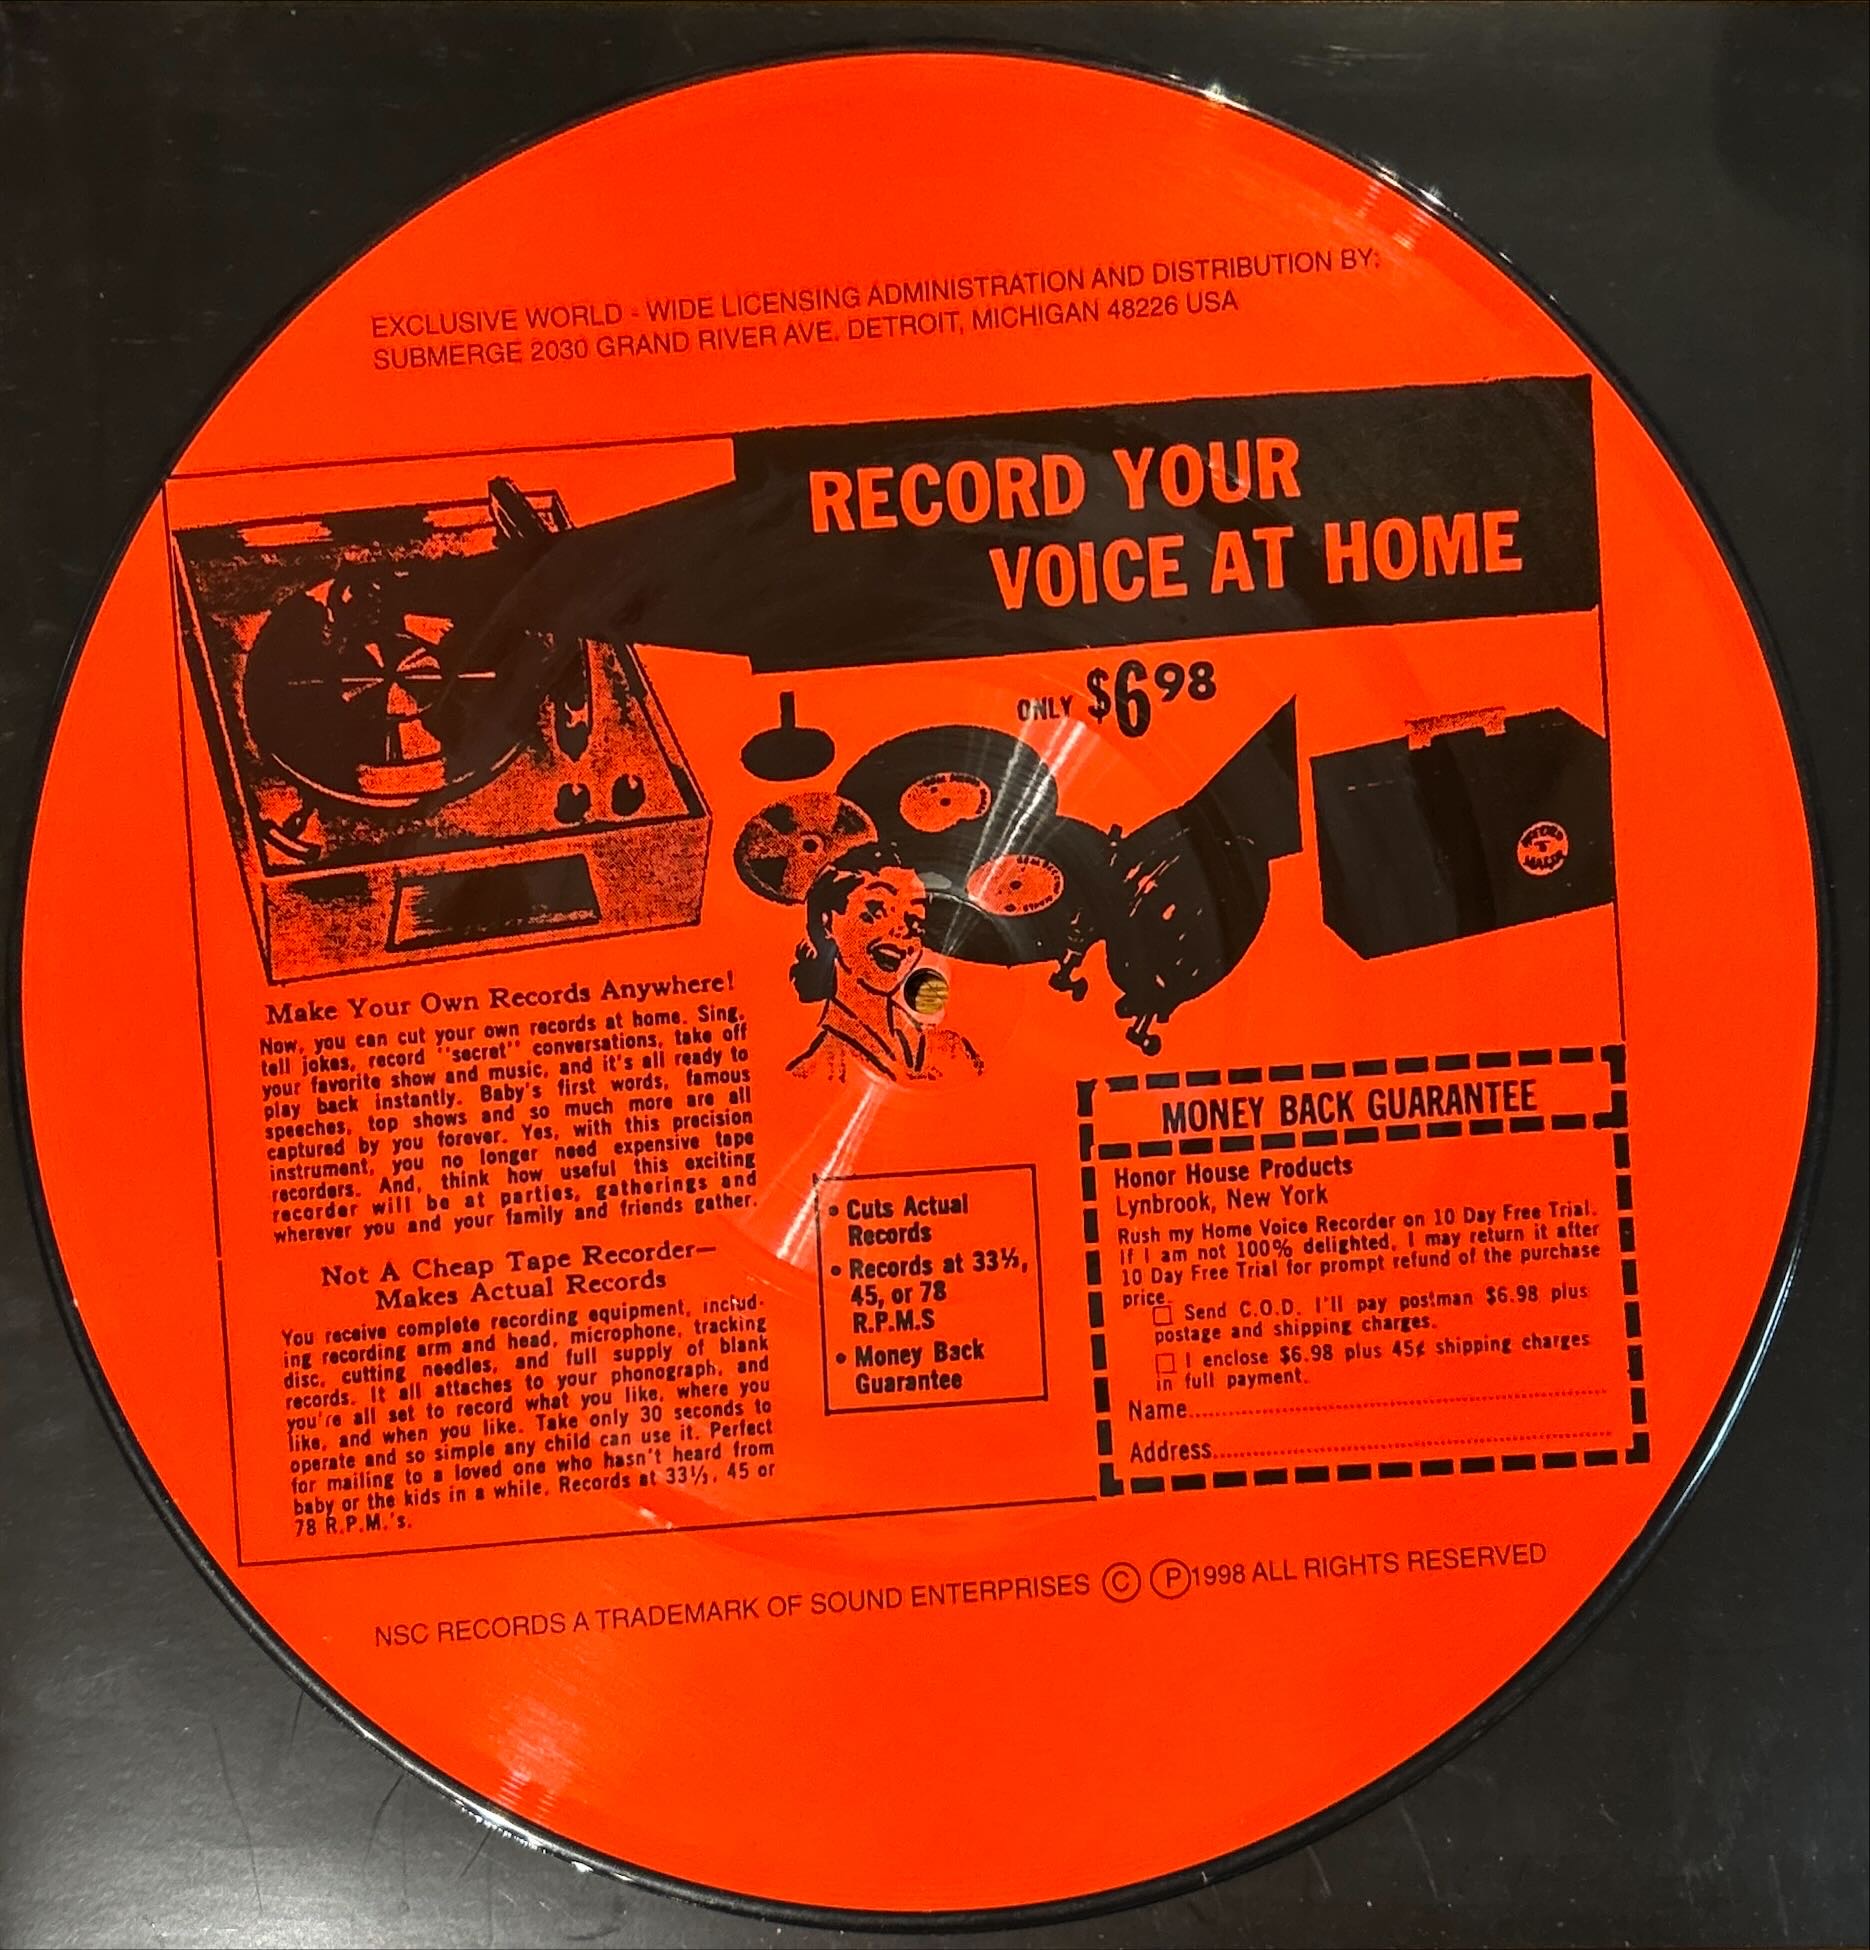 EXCLUSIVE WORLD - WIDE LICENSING ADMINISTRATION AND DISTRIBUTION BY:
SUBMERGE 2030 GRAND RIVER AVE. DETROIT, MICHIGAN 48226 USA
RECORD YOUR
VOICE AT HOME
ONLY $698
RECORD
MAKER
Make Your Own Records Anywhere!
Now, you can cut your own records at home. Sing,
tell jokes, record "secret" conversations, take off
your favorite show and music, and it's all ready to
play back instantly. Baby's first words, famous
speeches, top shows and so much more are all
captured by you forever. Yes, with this precision
instrument, you no longer need expensive tape
recorders. And, think how useful this exciting
recorder will be at parties, gatherings and
wherever you and your family and friends gather.
Not A Cheap Tape Recorder—
Makes Actual Records
You receive complete recording equipment, includ-
ing recording arm and head, microphone, tracking
disc, cutting needles, and full supply of blank
records. It all attaches to your phonograph, and
you're all set to record what you like, where you
like, and when you like. Take only 30 seconds to
operate and so simple any child can use it. Perfect
for mailing to a loved one who hasn't heard from
baby or the kids in a while. Records at 33⅓, 45 or
78 R.P.M.'s.
• Cuts Actual
Records
• Records at 33⅓,
45, or 78
R.P.M.S
• Money Back
Guarantee
MONEY BACK GUARANTEE
Honor House Products
Lynbrook, New York
Rush my Home Voice Recorder on 10 Day Free Trial.
If I am not 100% delighted, I may return it after
10 Day Free Trial for prompt refund of the purchase
price.
□ Send C.O.D. I'll pay postman $6.98 plus
postage and shipping charges.
□ I enclose $6.98 plus 45¢ shipping charges
in full payment.
Name
Address
NSC RECORDS A TRADEMARK OF SOUND ENTERPRISES Ⓒ Ⓟ1998 ALL RIGHTS RESERVED